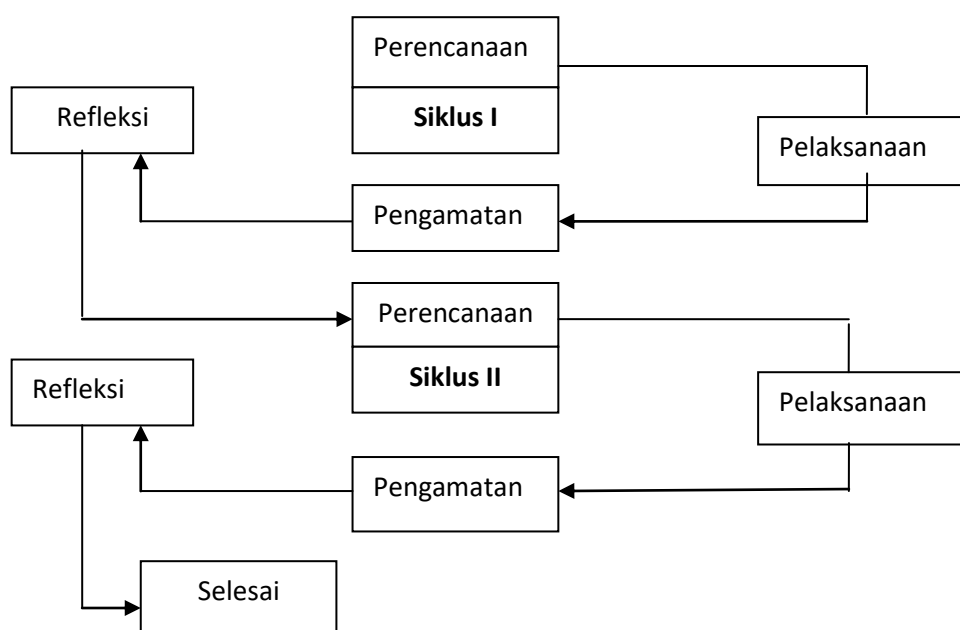 Perencanaan
Siklus I
Refleksi
Pelaksanaan
Pengamatan
Perencanaan
Siklus II
Refleksi
Pelaksanaan
Pengamatan
Selesai